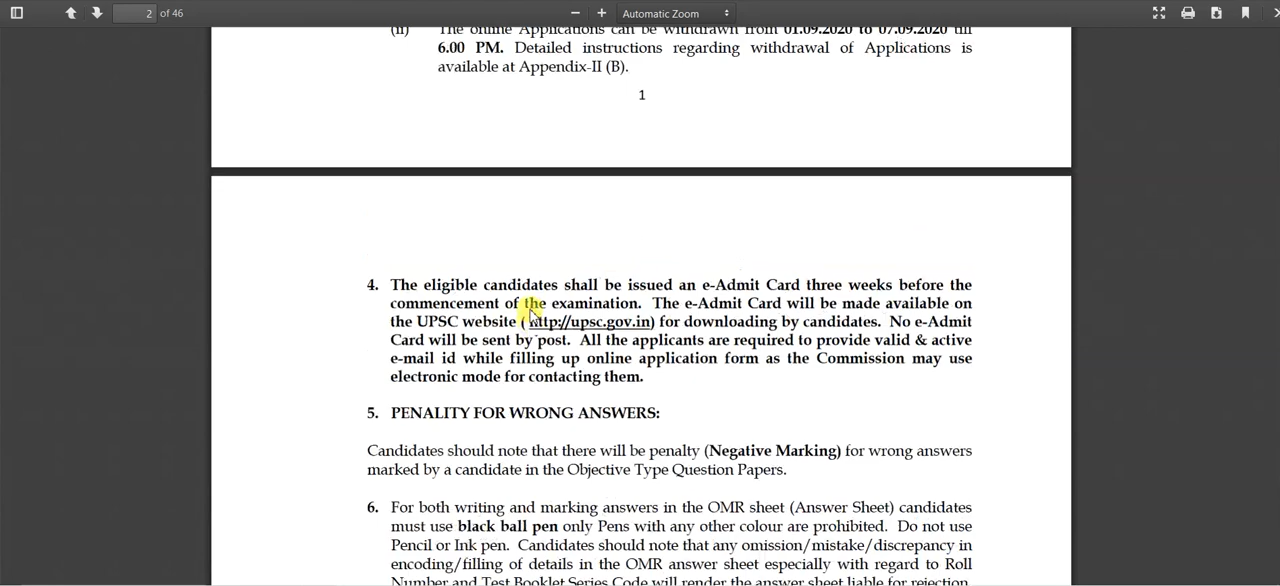 2 of 46
Automatic Zoom
(ii) The online Applications can be withdrawn from 01.09.2020 to 07.09.2020 till
6.00 PM. Detailed instructions regarding withdrawal of Applications is
available at Appendix-II (B).
1
4. The eligible candidates shall be issued an e-Admit Card three weeks before the
commencement of the examination. The e-Admit Card will be made available on
the UPSC website ( http://upsc.gov.in) for downloading by candidates. No e-Admit
Card will be sent by post. All the applicants are required to provide valid & active
e-mail id while filling up online application form as the Commission may use
electronic mode for contacting them.
5. PENALITY FOR WRONG ANSWERS:
Candidates should note that there will be penalty (Negative Marking) for wrong answers
marked by a candidate in the Objective Type Question Papers.
6. For both writing and marking answers in the OMR sheet (Answer Sheet) candidates
must use black ball pen only Pens with any other colour are prohibited. Do not use
Pencil or Ink pen. Candidates should note that any omission/mistake/discrepancy in
encoding/filling of details in the OMR answer sheet especially with regard to Roll
Number and Test Booklet Series Code will render the answer sheet liable for rejection.